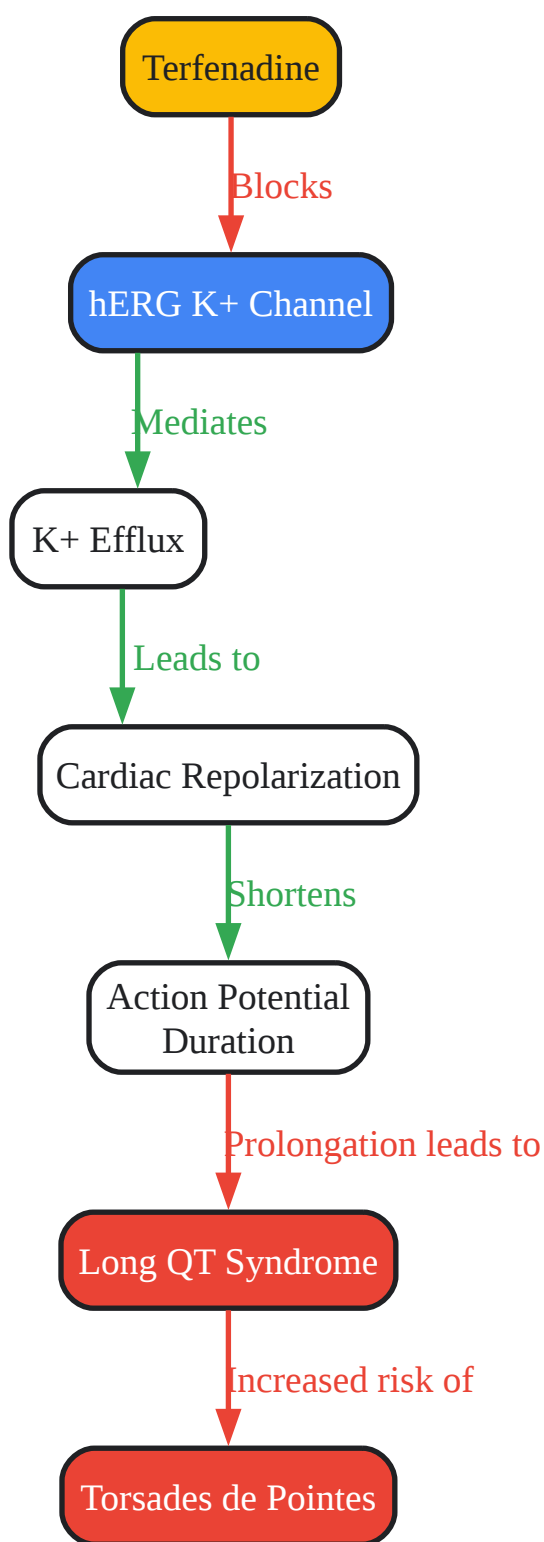 Terfenadine
Blocks
hERG K+ Channel
Mediates
K+ Efflux
Leads to
Cardiac Repolarization
Shortens
Action Potential
Duration
Prolongation leads to
Long QT Syndrome
Increased risk of
Torsades de Pointes